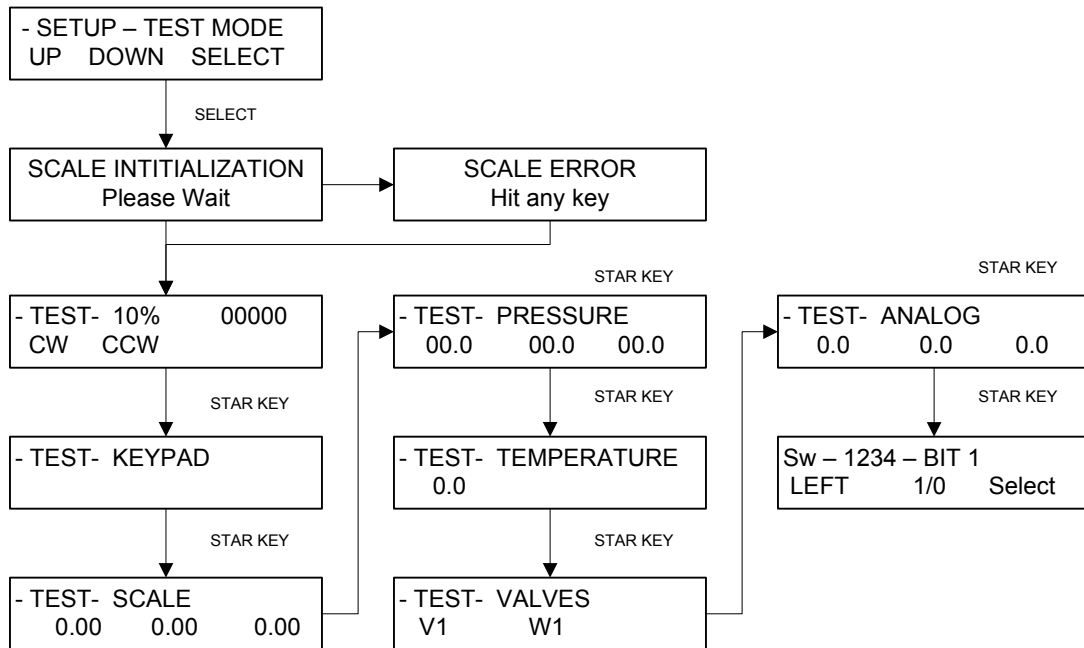 - SETUP – TEST MODE
UP DOWN SELECT
SELECT
SCALE INTITIALIZATION
Please Wait
SCALE ERROR
Hit any key
- TEST- 10% 00000
CW CCW
STAR KEY
- TEST- KEYPAD
STAR KEY
- TEST- SCALE
0.00 0.00 0.00
STAR KEY
- TEST- PRESSURE
00.0 00.0 00.0
STAR KEY
- TEST- TEMPERATURE
0.0
STAR KEY
- TEST- VALVES
V1 W1
STAR KEY
- TEST- ANALOG
0.0 0.0 0.0
STAR KEY
Sw – 1234 – BIT 1
LEFT 1/0 Select